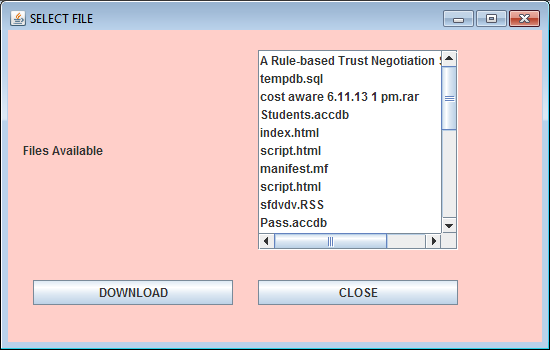 SELECT FILE
A Rule-based Trust Negotiation
tempdb.sql
cost aware 6.11.13 1 pm.rar
Students.accdb
index.html
script.html
Files Available
manifest.mf
script.html
sfdvdv.RSS
Pass.accdb
DOWNLOAD
CLOSE